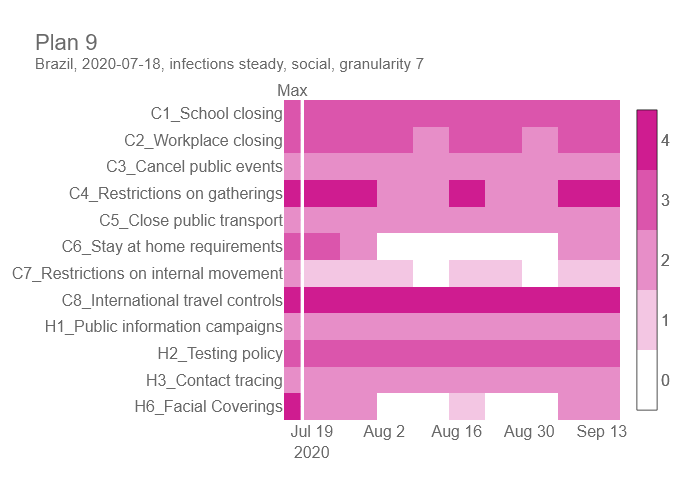 Plan 9
Brazil, 2020-07-18, infections steady, social, granularity 7
Max
C1_School closing
C2_Workplace closing
C3_Cancel public events
C4_Restrictions on gatherings
C5_Close public transport
C6_Stay at home requirements
C7_Restrictions on internal movement
C8_International travel controls
H1_Public information campaigns
H2_Testing policy
H3_Contact tracing
H6_Facial Coverings
Jul 19 Aug 2 Aug 16 Aug 30 Sep 13
2020
4
3
2
1
0